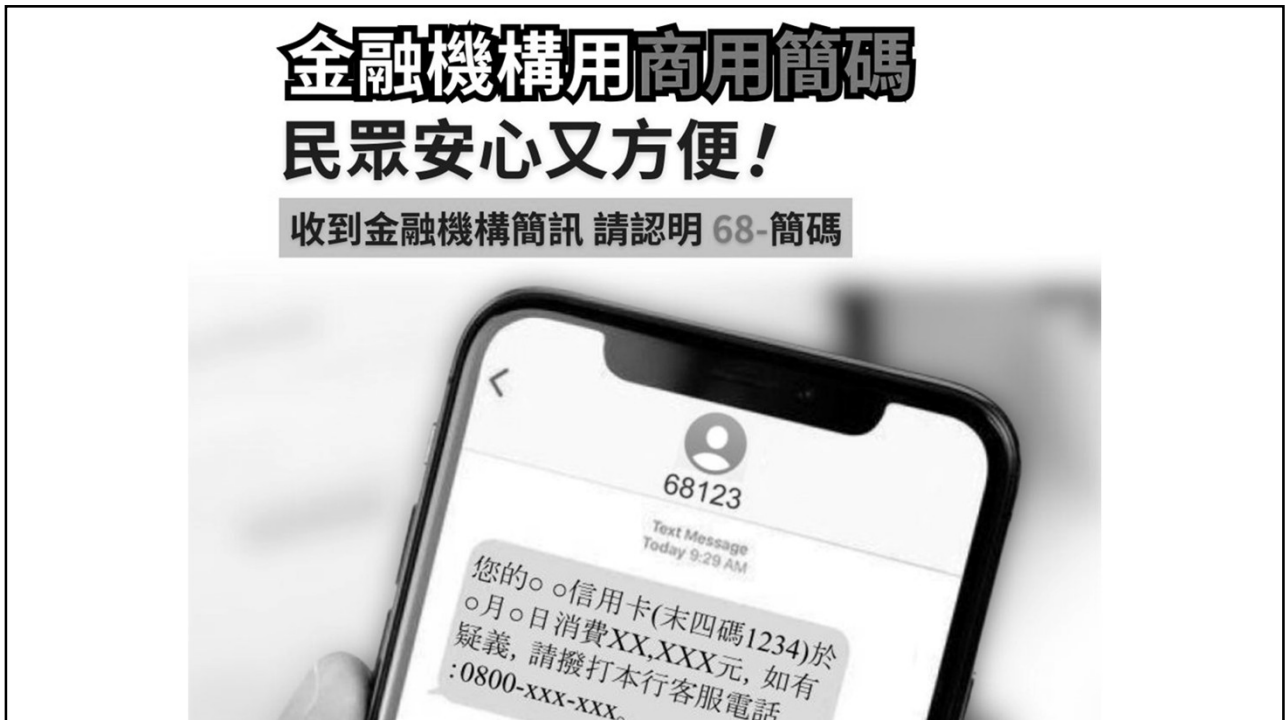 金融機構用商用簡碼
民眾安心又方便！
收到金融機構簡訊 請認明 68-簡碼
68123
Text Message
Today 9:29 AM
您的○ ○信用卡(末四碼1234)於
○月○日消費XX,XXX元, 如有
疑義, 請撥打本行客服電話
:0800-xxx-xxx。